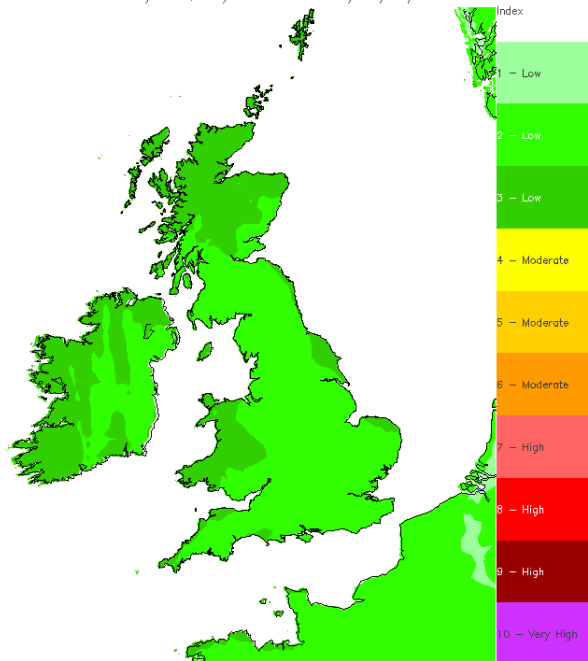 Index
1 – Low
2 – Low
3 – Low
4 – Moderate
5 – Moderate
6 – Moderate
7 – High
8 – High
9 – High
10 – Very High